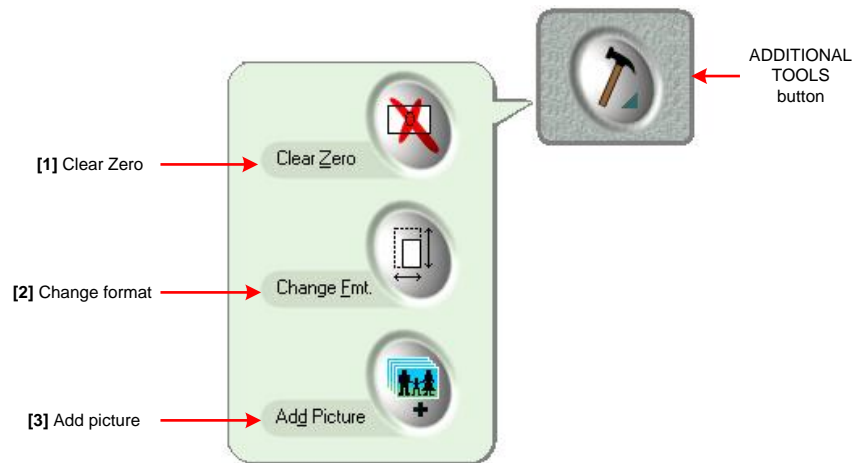 ADDITIONAL
TOOLS
button
[1] Clear Zero
Clear Zero
[2] Change format
Change Fmt.
[3] Add picture
Add Picture